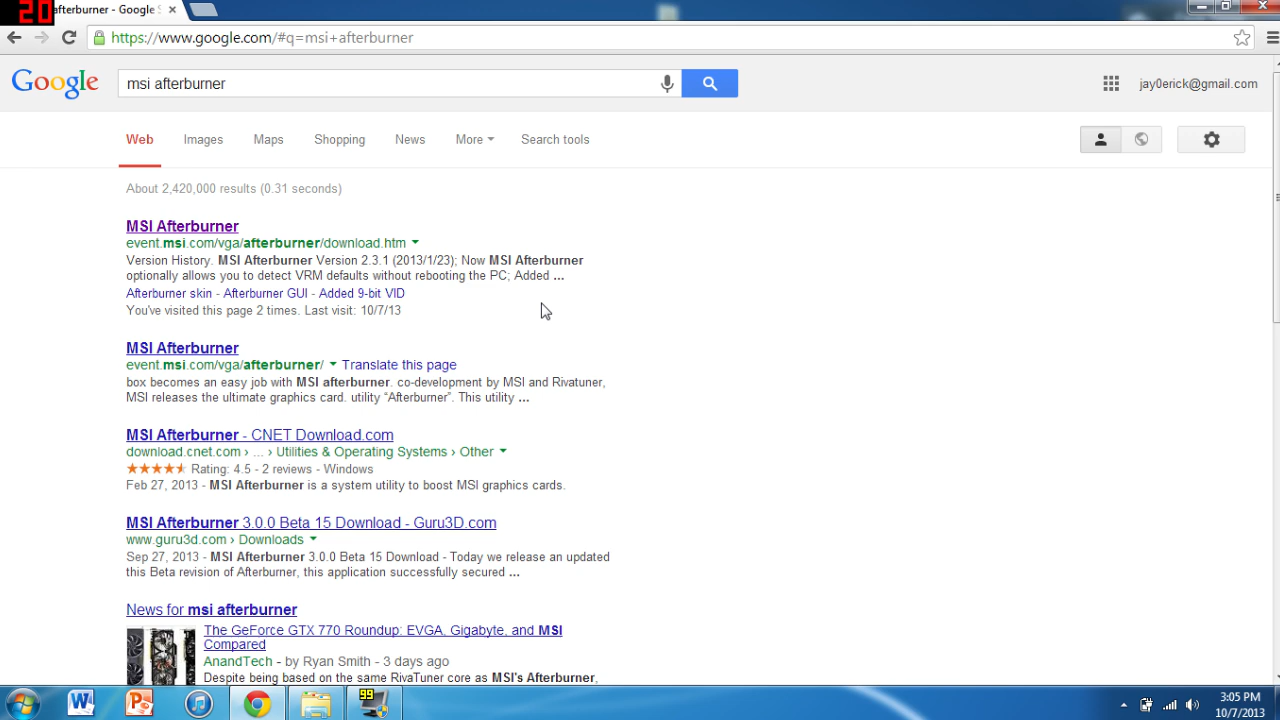 20
afterburner - Google S
https://www.google.com/#q=msi+afterburner
Google
msi afterburner
jay0erick@gmail.com
Web Images Maps Shopping News More Search tools
About 2,420,000 results (0.31 seconds)
MSI Afterburner
event.msi.com/vga/afterburner/download.htm
Version History. MSI Afterburner Version 2.3.1 (2013/1/23); Now MSI Afterburner
optionally allows you to detect VRM defaults without rebooting the PC; Added ...
Afterburner skin - Afterburner GUI - Added 9-bit VID
You've visited this page 2 times. Last visit: 10/7/13
MSI Afterburner
event.msi.com/vga/afterburner/ Translate this page
box becomes an easy job with MSI afterburner. co-development by MSI and Rivatuner,
MSI releases the ultimate graphics card. utility “Afterburner”. This utility ...
MSI Afterburner - CNET Download.com
download.cnet.com › ... › Utilities & Operating Systems › Other
Rating: 4.5 - 2 reviews - Windows
Feb 27, 2013 - MSI Afterburner is a system utility to boost MSI graphics cards.
MSI Afterburner 3.0.0 Beta 15 Download - Guru3D.com
www.guru3d.com › Downloads
Sep 27, 2013 - MSI Afterburner 3.0.0 Beta 15 Download - Today we release an updated
this Beta revision of Afterburner, this application successfully secured ...
News for msi afterburner
The GeForce GTX 770 Roundup: EVGA, Gigabyte, and MSI
Compared
AnandTech - by Ryan Smith - 3 days ago
Despite being based on the same RivaTuner core as MSI's Afterburner,
99
3:05 PM
10/7/2013